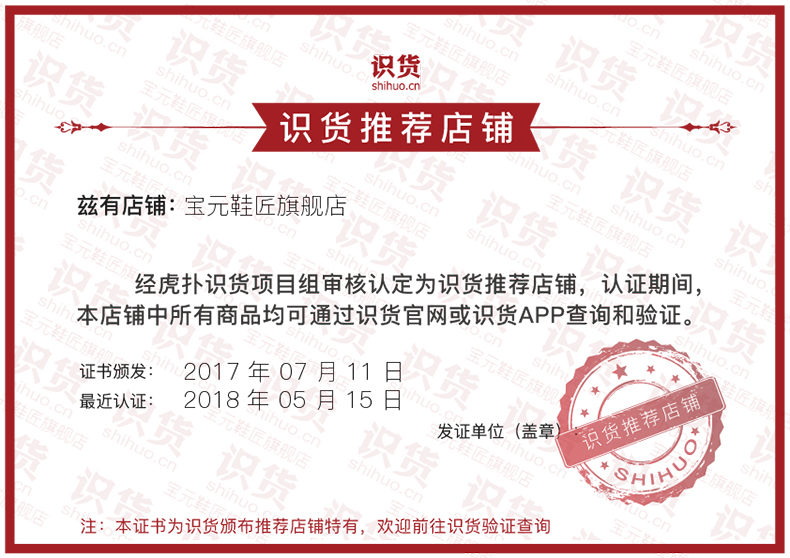 识货
shihuo.cn
识货推荐店铺
兹有店铺：宝元鞋匠旗舰店
经虎扑识货项目组审核认定为识货推荐店铺，认证期间，
本店铺中所有商品均可通过识货官网或识货APP查询和验证。
证书颁发： 2017 年 07 月 11 日
最近认证： 2018 年 05 月 15 日
发证单位（盖章）：
识货推荐店铺
SHIHUO
注：本证书为识货颁布推荐店铺特有，欢迎前往识货验证查询